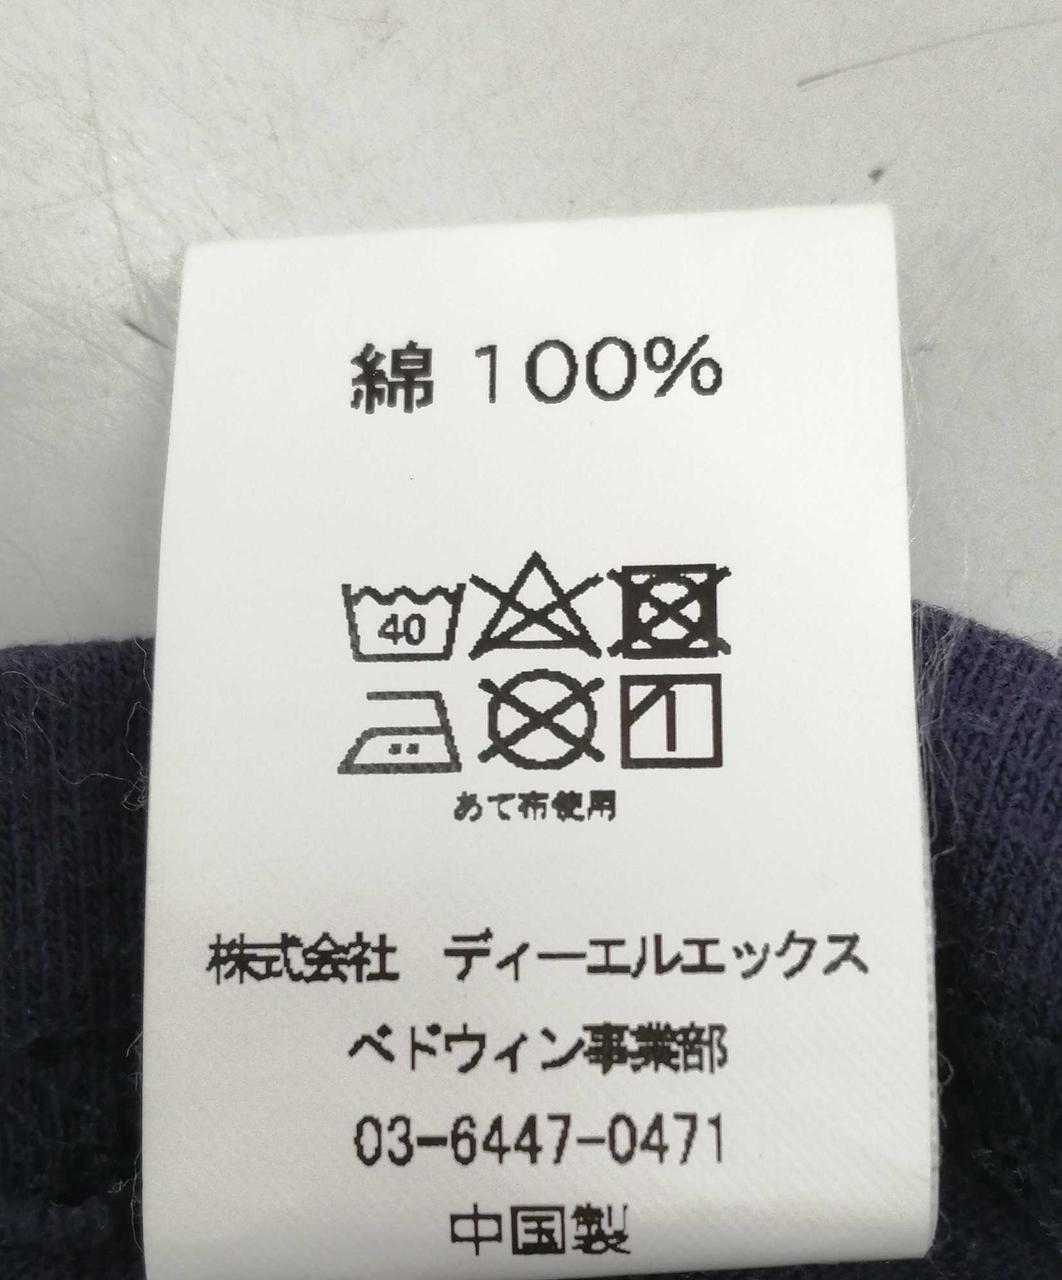 綿 100%
40
あて布使用
株式会社 ディーエルエックス
ベドウィン事業部
03-6447-0471
中国製